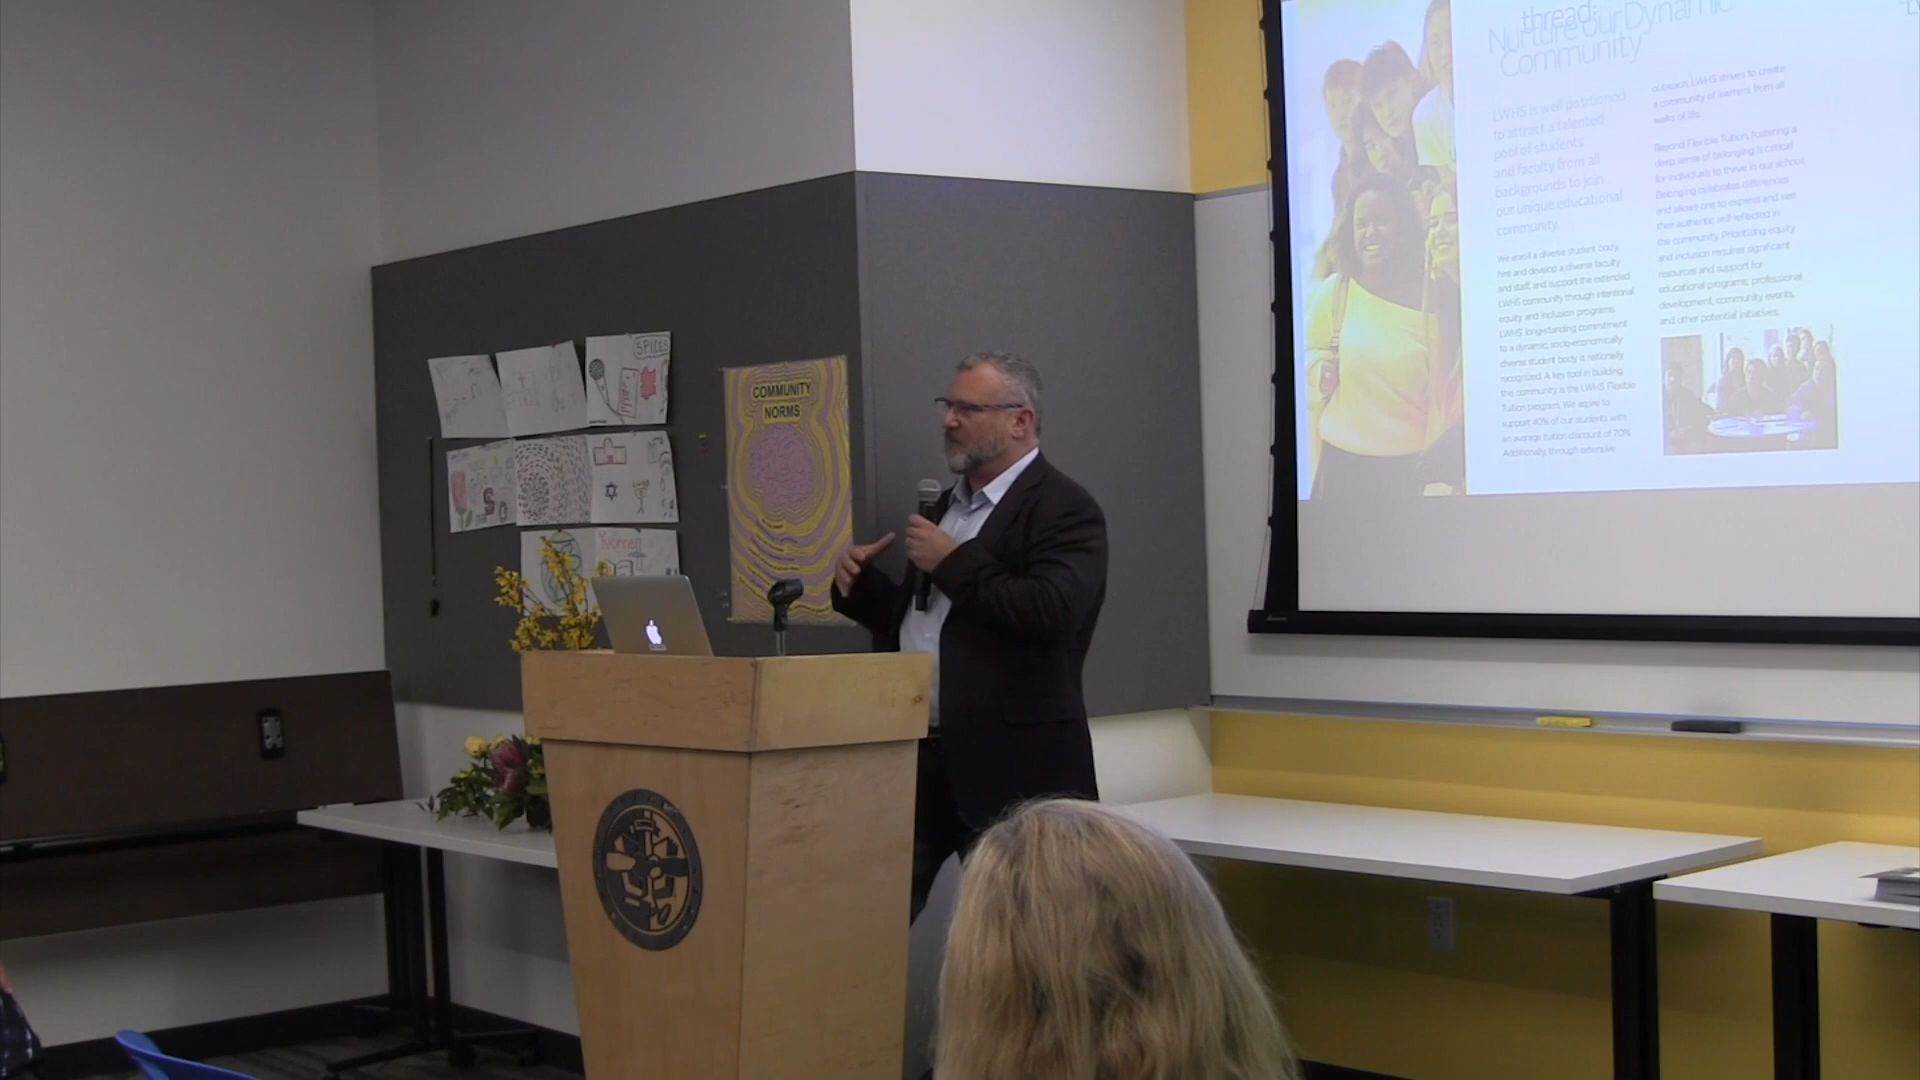 SPICES
Yvonne
COMMUNITY
NORMS
thread:
Nurture our Dynamic
Community
LWHS is well positioned
to attract a talented
pool of students
and faculty from all
backgrounds to join
our unique educational
community.
We enroll a diverse student body,
hire and develop a diverse faculty
and staff, and support the extended
LWHS community through intentional
equity and inclusion programs.
LWHS' long-standing commitment
to a dynamic, socio-economically
diverse student body is nationally
recognized. A key tool in building
this community is the LWHS Flexible
Tuition program. We aspire to
support 40% of our students with
an average tuition discount of 70%.
Additionally, through extensive
outreach, LWHS strives to create
a community of learners from all
walks of life.
Beyond Flexible Tuition, fostering a
deep sense of belonging is critical
for individuals to thrive in our school.
Belonging celebrates differences
and allows one to express and see
their authentic self reflected in
the community. Prioritizing equity
and inclusion requires significant
resources and support for
educational programs, professional
development, community events,
and other potential initiatives.